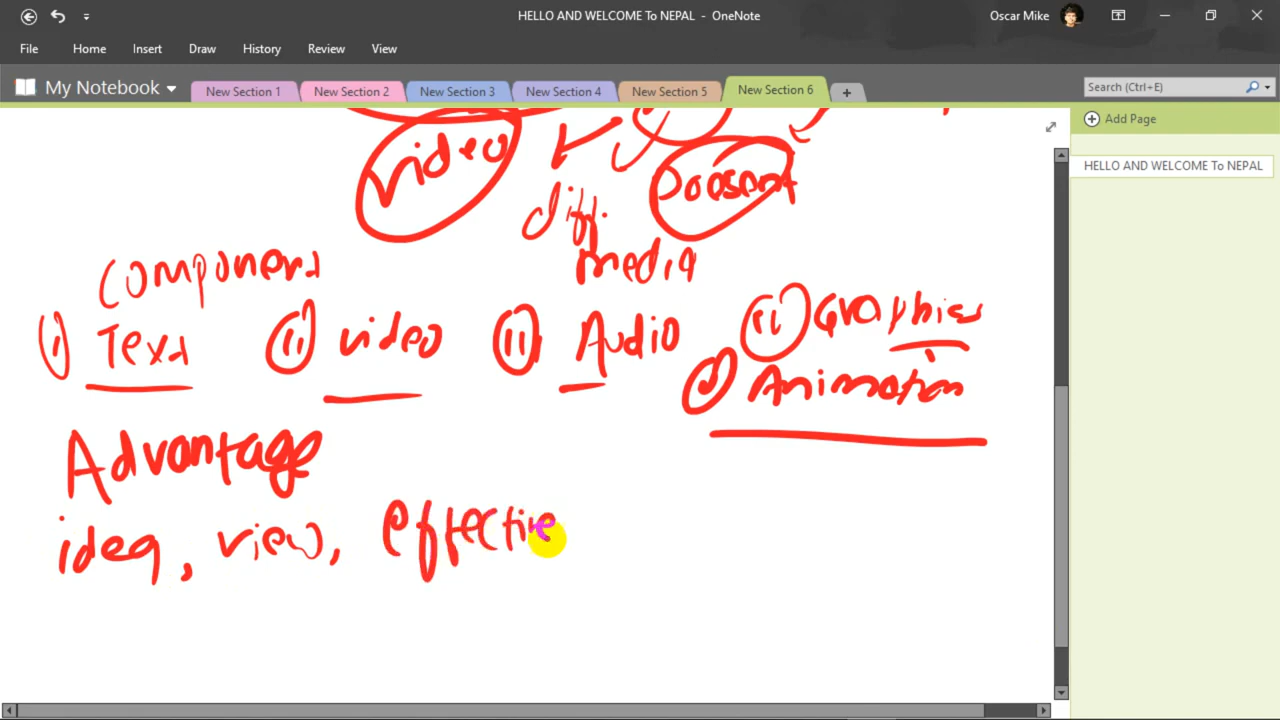 HELLO AND WELCOME To NEPAL - OneNote
Oscar Mike
File Home Insert Draw History Review View
My Notebook
New Section 1 New Section 2 New Section 3 New Section 4 New Section 5 New Section 6
Search (Ctrl+E)
Add Page
HELLO AND WELCOME To NEPAL
video
diff.
media
Component
(i) Text (ii) video (iii) Audio
Graphics
Animation
Advantage
idea, view, effective